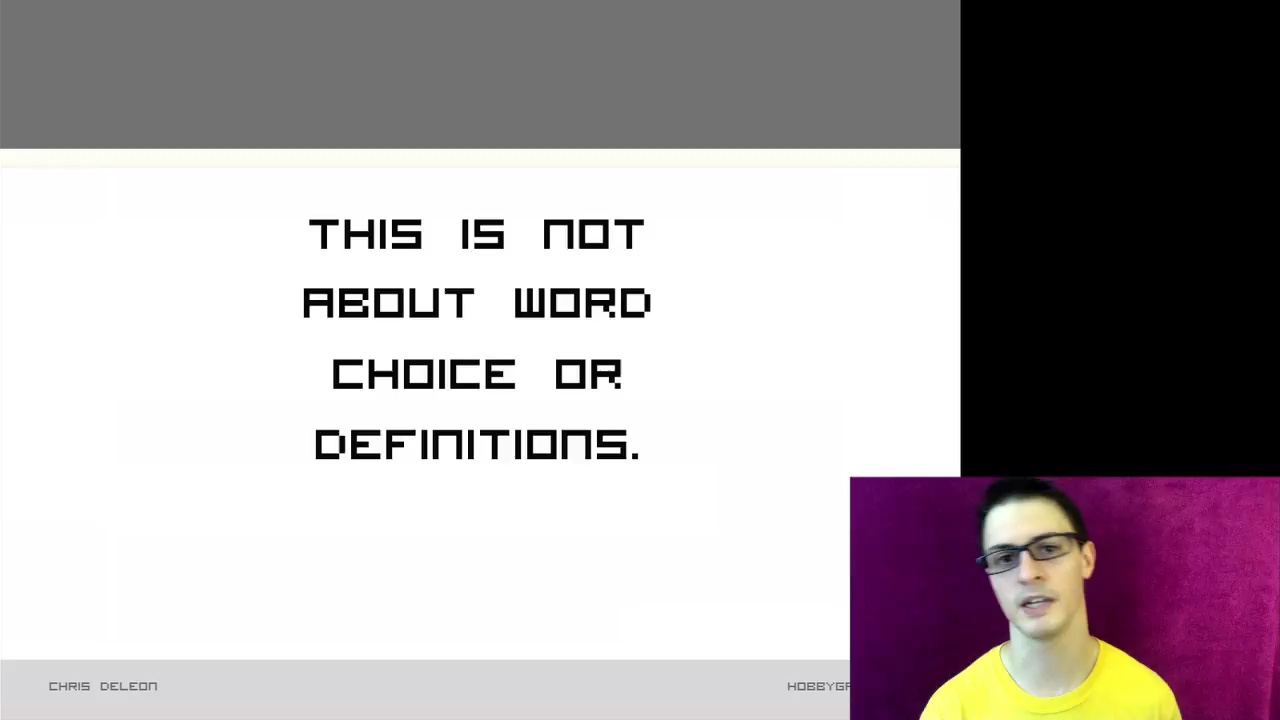 THIS IS NOT
ABOUT WORD
CHOICE OR
DEFINITIONS.
CHRIS DELEON